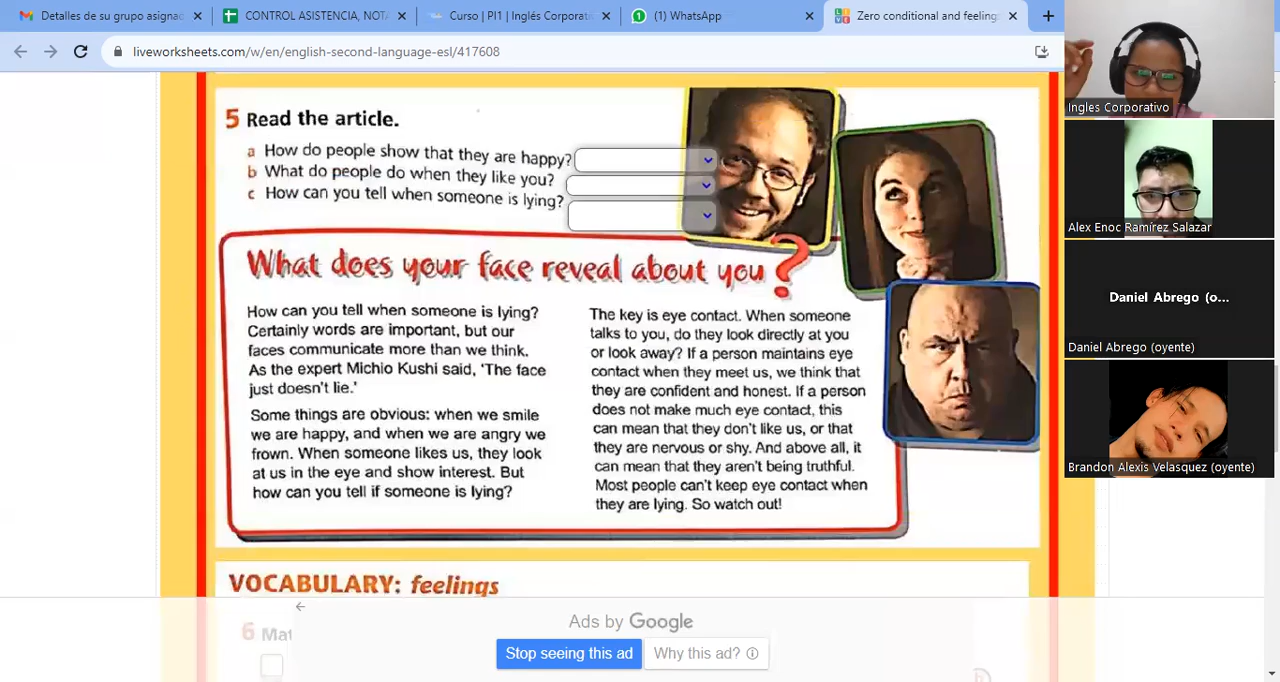 Detalles de su grupo asignad
CONTROL ASISTENCIA, NOTA
Curso | PI1 | Inglés Corporati
(1) WhatsApp
Zero conditional and feeling
liveworksheets.com/w/en/english-second-language-esl/417608
5 Read the article.
a How do people show that they are happy?
b What do people do when they like you?
c How can you tell when someone is lying?
What does your face reveal about you?
How can you tell when someone is lying?
Certainly words are important, but our
faces communicate more than we think.
As the expert Michio Kushi said, 'The face
just doesn't lie.'
Some things are obvious: when we smile
we are happy, and when we are angry we
frown. When someone likes us, they look
at us in the eye and show interest. But
how can you tell if someone is lying?
The key is eye contact. When someone
talks to you, do they look directly at you
or look away? If a person maintains eye
contact when they meet us, we think that
they are confident and honest. If a person
does not make much eye contact, this
can mean that they don't like us, or that
they are nervous or shy. And above all, it
can mean that they aren't being truthful.
Most people can't keep eye contact when
they are lying. So watch out!
VOCABULARY: feelings
6 Mat
Ads by Google
Stop seeing this ad
Why this ad?
Ingles Corporativo
Alex Enoc Ramírez Salazar
Daniel Abrego (o...
Daniel Abrego (oyente)
Brandon Alexis Velasquez (oyente)